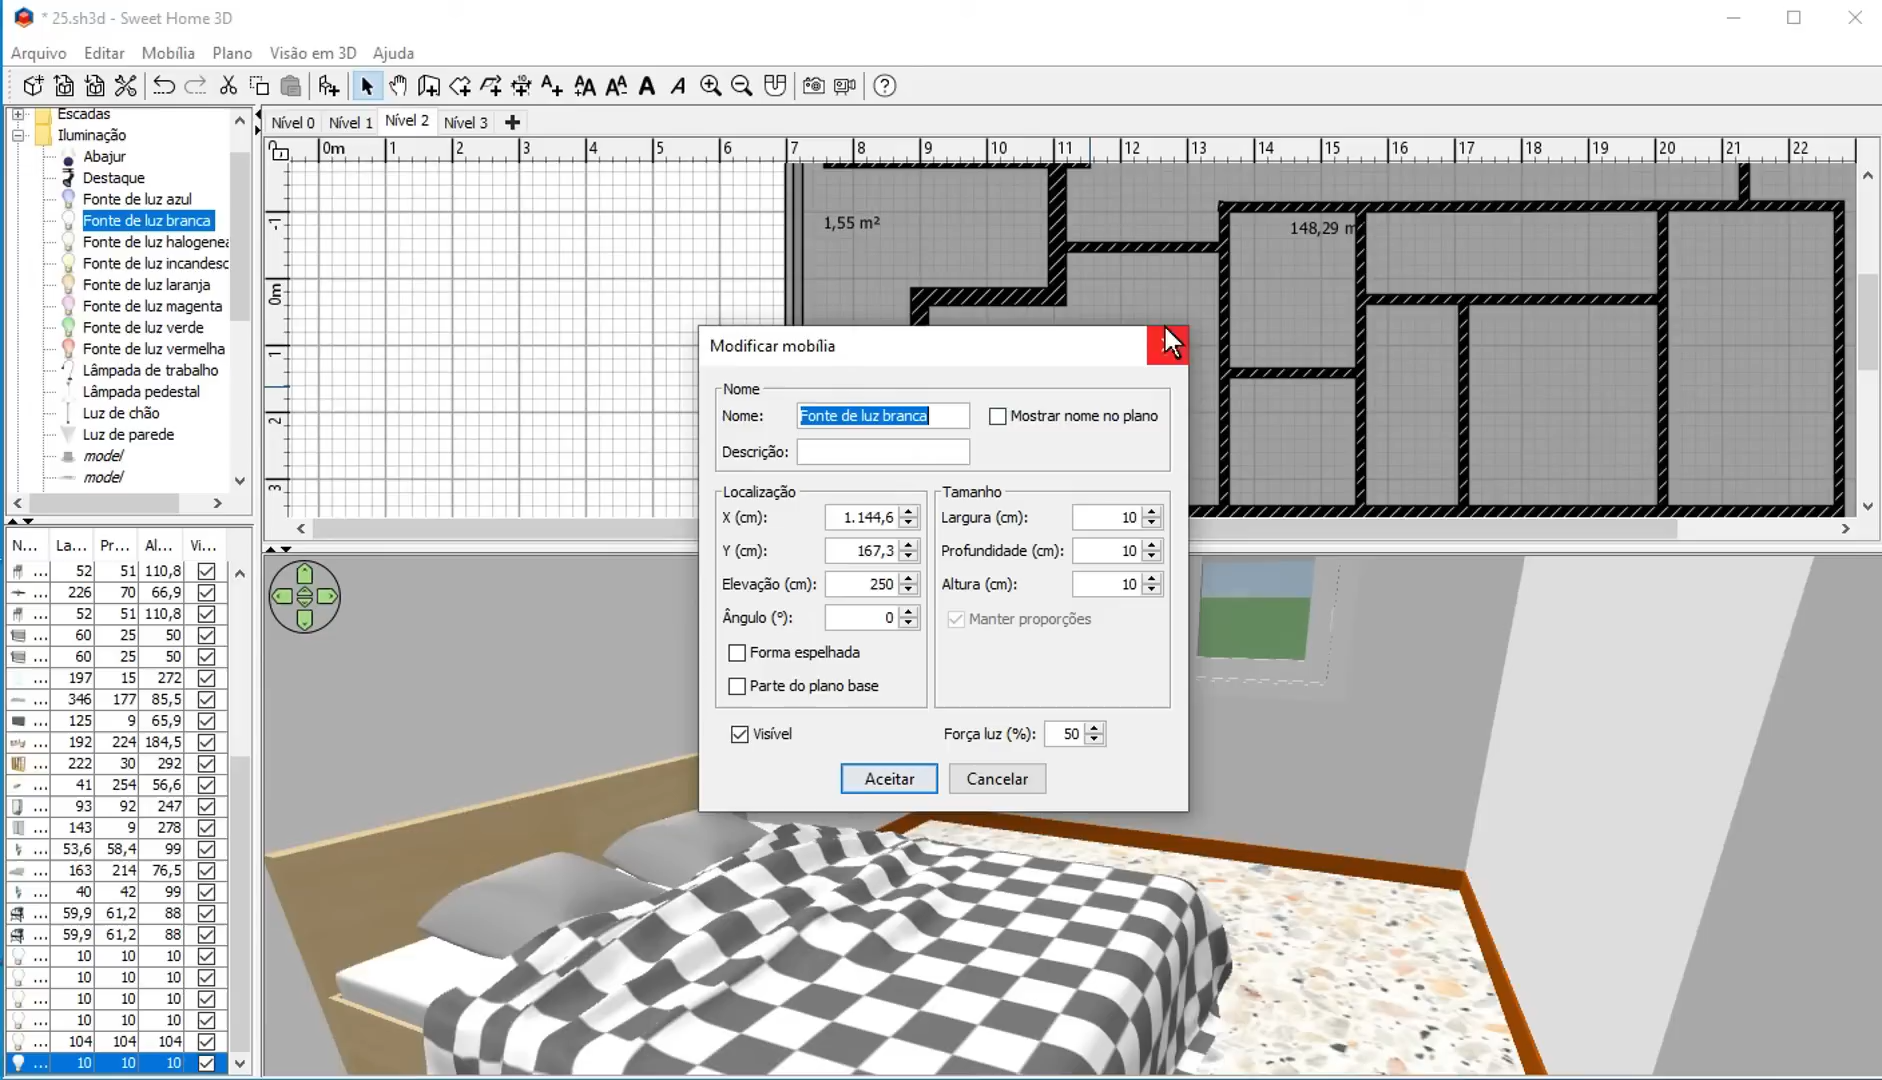 * 25.sh3d - Sweet Home 3D
Arquivo Editar Mobília Plano Visão em 3D Ajuda
Escadas
Iluminação
Abajur
Destaque
Fonte de luz azul
Fonte de luz branca
Fonte de luz halogenea
Fonte de luz incandesc
Fonte de luz laranja
Fonte de luz magenta
Fonte de luz verde
Fonte de luz vermelha
Lâmpada de trabalho
Lâmpada pedestal
Luz de chão
Luz de parede
model
model
Nível 0 Nível 1 Nível 2 Nível 3
0m 1 2 3 4 5 6 7 8 9 10 11 12 13 14 15 16 17 18 19 20 21 22
-1
0m
1
2
3
1,55 m²
148,29 m
Modificar mobília
Nome
Nome: Fonte de luz branca Mostrar nome no plano
Descrição:
Localização
X (cm): 1.144,6
Y (cm): 167,3
Elevação (cm): 250
Ângulo (º): 0
Forma espelhada
Parte do plano base
Tamanho
Largura (cm): 10
Profundidade (cm): 10
Altura (cm): 10
Manter proporções
Visível Força luz (%): 50
Aceitar Cancelar
N... La... Pr... Al... Vi...
... 52 51 110,8
... 226 70 66,9
... 52 51 110,8
... 60 25 50
... 60 25 50
... 197 15 272
... 346 177 85,5
... 125 9 65,9
... 192 224 184,5
... 222 30 292
... 41 254 56,6
... 93 92 247
... 143 9 278
... 53,6 58,4 99
... 163 214 76,5
... 40 42 99
... 59,9 61,2 88
... 59,9 61,2 88
... 10 10 10
... 10 10 10
... 10 10 10
... 10 10 10
... 104 104 104
... 10 10 10